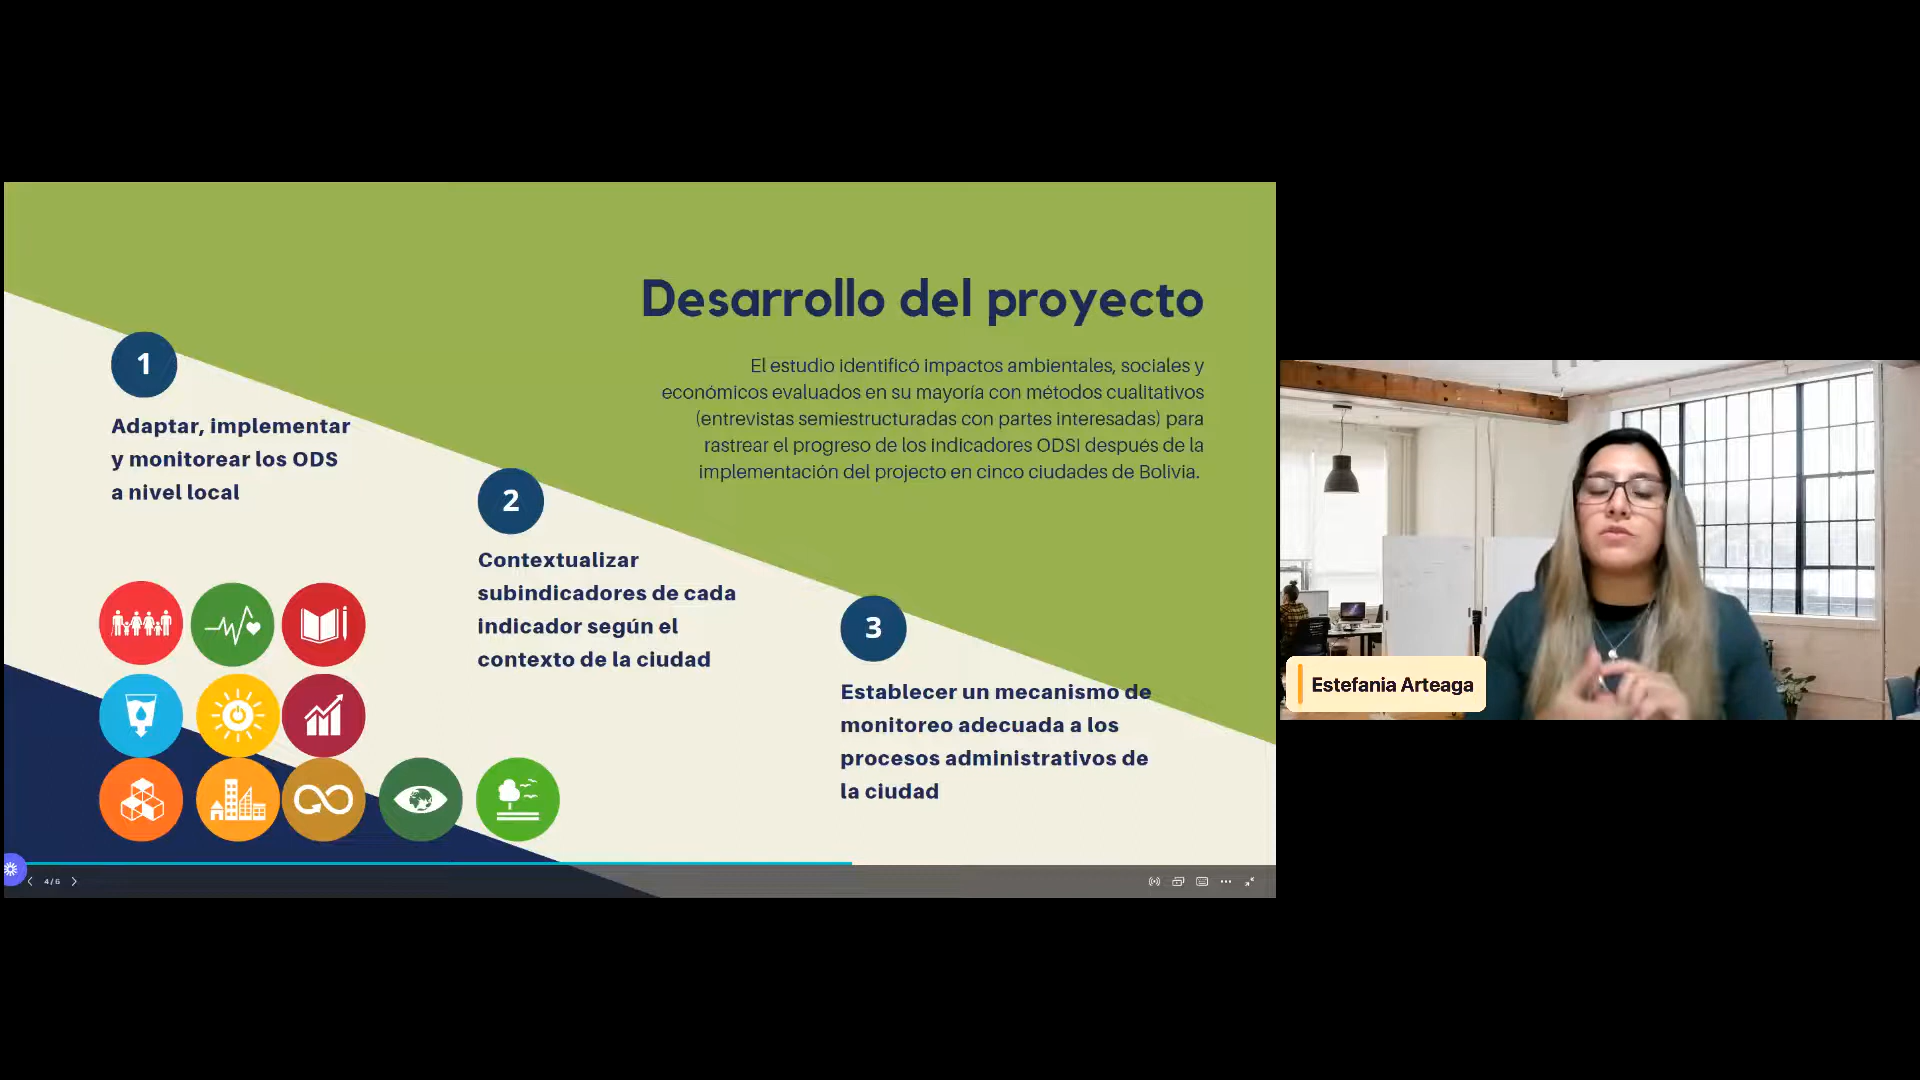 Desarrollo del proyecto
El estudio identificó impactos ambientales, sociales y
económicos evaluados en su mayoría con métodos cualitativos
(entrevistas semiestructuradas con partes interesadas) para
rastrear el progreso de los indicadores ODSI después de la
implementación del projecto en cinco ciudades de Bolivia.
1
Adaptar, implementar
y monitorear los ODS
a nivel local
2
Contextualizar
subindicadores de cada
indicador según el
contexto de la ciudad
3
Establecer un mecanismo de
monitoreo adecuada a los
procesos administrativos de
la ciudad
4/6
Estefania Arteaga